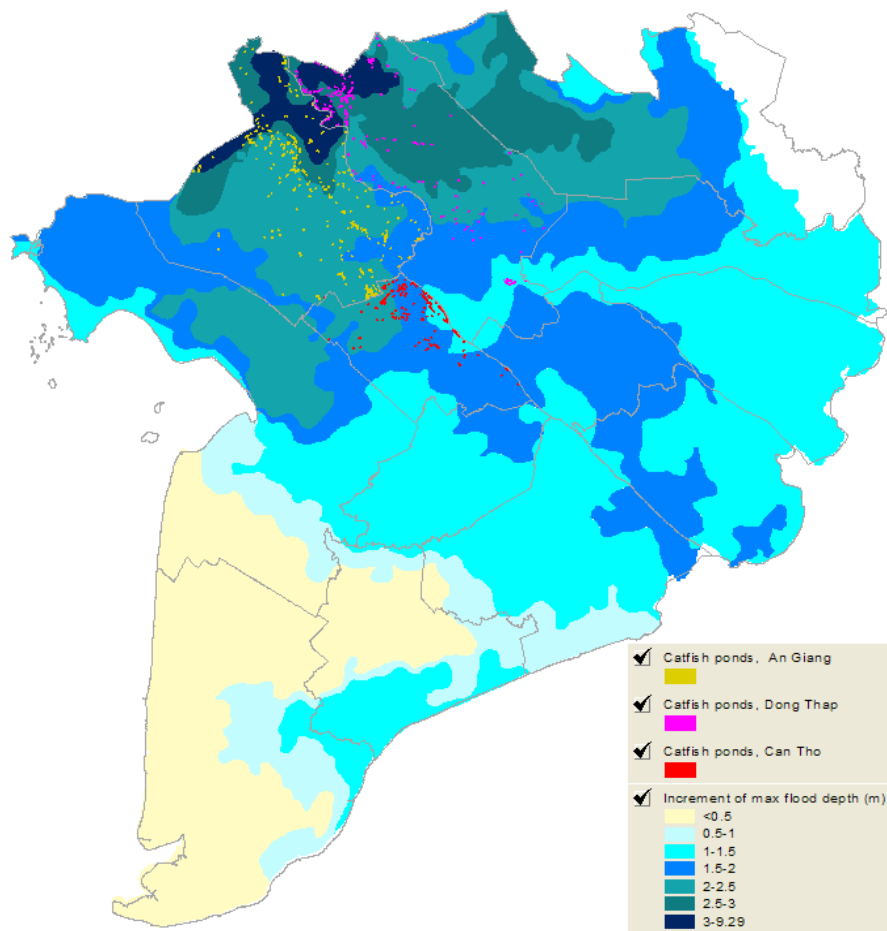 Catfish ponds, An Giang
Catfish ponds, Dong Thap
Catfish ponds, Can Tho
Increment of max flood depth (m)
<0.5
0.5-1
1-1.5
1.5-2
2-2.5
2.5-3
3-9.29